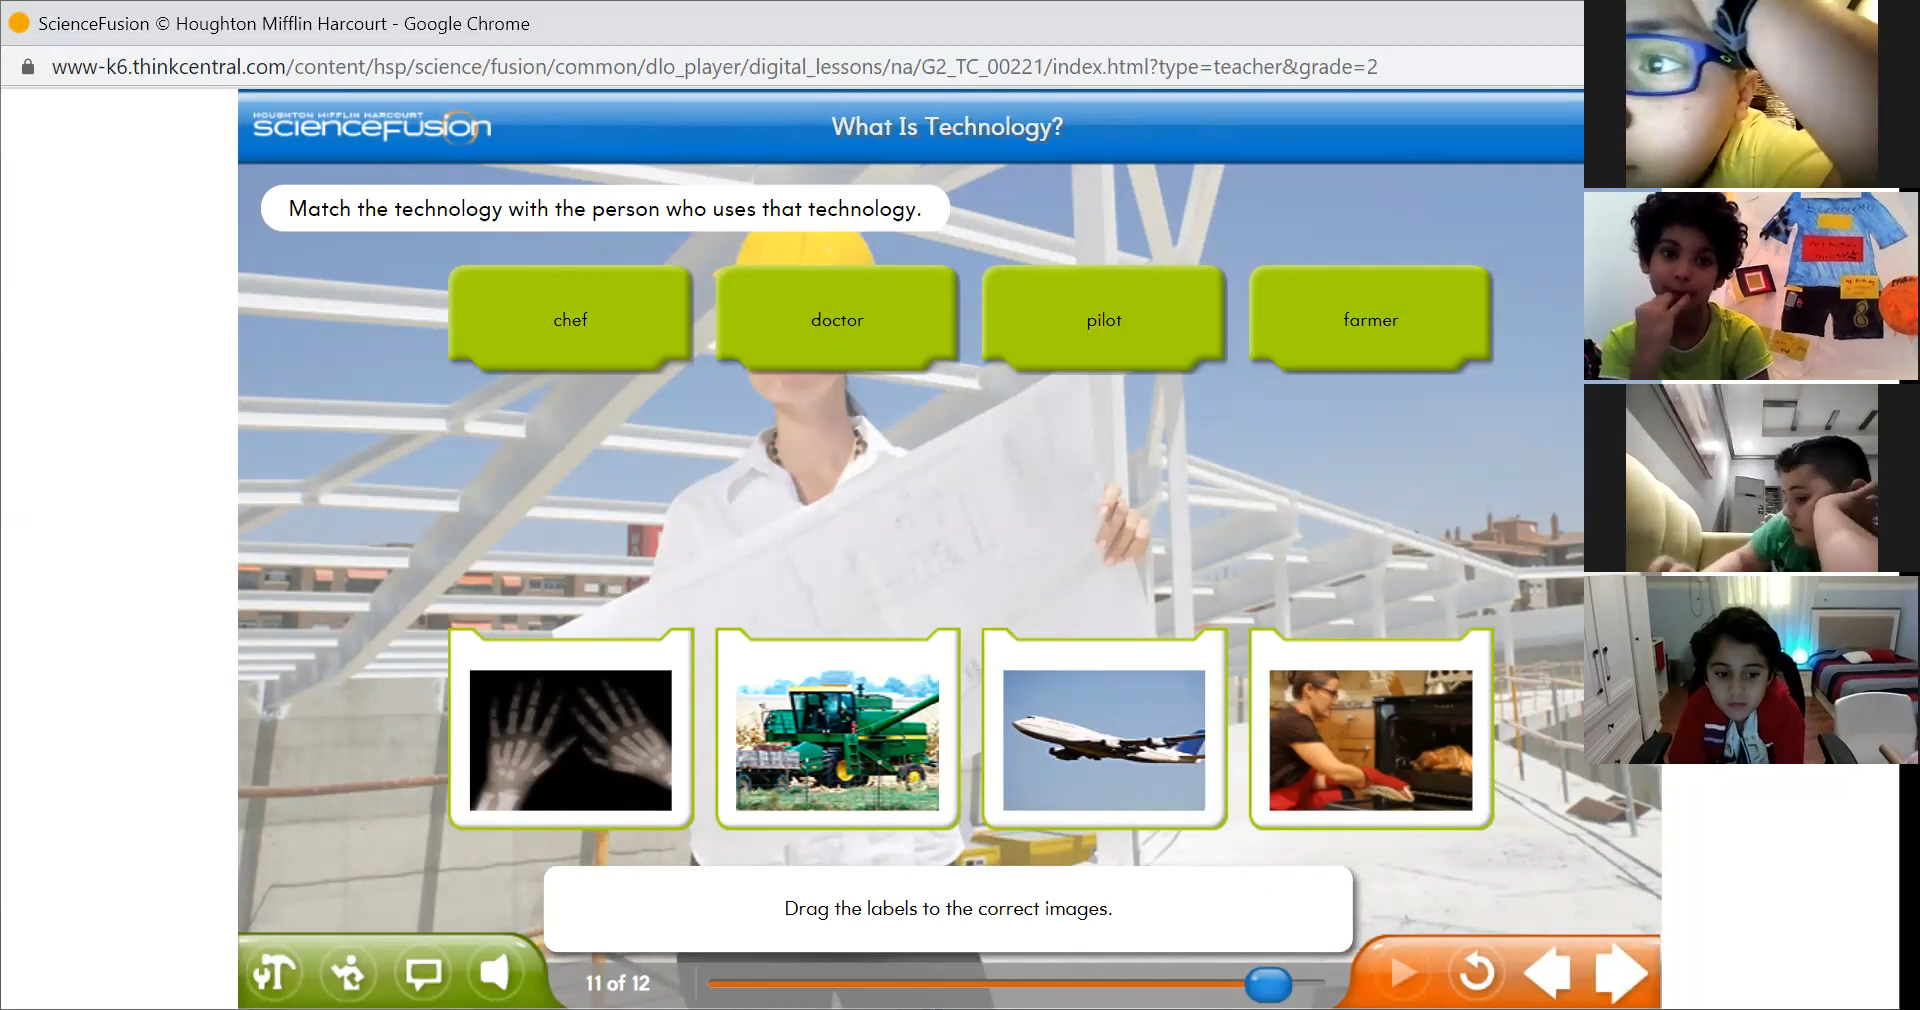 ScienceFusion © Houghton Mifflin Harcourt - Google Chrome
www-k6.thinkcentral.com/content/hsp/science/fusion/common/dlo_player/digital_lessons/na/G2_TC_00221/index.html?type=teacher&grade=2
HOUGHTON MIFFLIN HARCOURT
scienceFusion
What Is Technology?
Match the technology with the person who uses that technology.
chef
doctor
pilot
farmer
Drag the labels to the correct images.
11 of 12